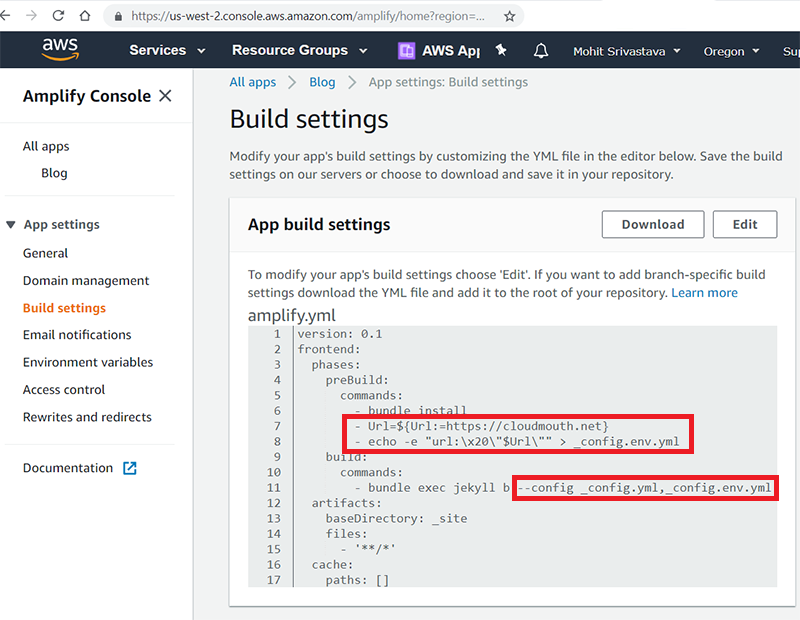 https://us-west-2.console.aws.amazon.com/amplify/home?region=...
aws Services Resource Groups AWS App Mohit Srivastava Oregon Sup
Amplify Console
All apps
Blog
App settings
General
Domain management
Build settings
Email notifications
Environment variables
Access control
Rewrites and redirects
Documentation
All apps Blog App settings: Build settings
Build settings
Modify your app's build settings by customizing the YML file in the editor below. Save the build
settings on our servers or choose to download and save it in your repository.
App build settings Download Edit
To modify your app's build settings choose 'Edit'. If you want to add branch-specific build
settings download the YML file and add it to the root of your repository. Learn more
amplify.yml
1 version: 0.1
2 frontend:
3 phases:
4 preBuild:
5 commands:
6 - bundle install
7 - Url=${Url:=https://cloudmouth.net}
8 - echo -e "url:\x20\"$Url\"" > _config.env.yml
9 build:
10 commands:
11 - bundle exec jekyll b --config _config.yml,_config.env.yml
12 artifacts:
13 baseDirectory: _site
14 files:
15 - '**/*'
16 cache:
17 paths: []